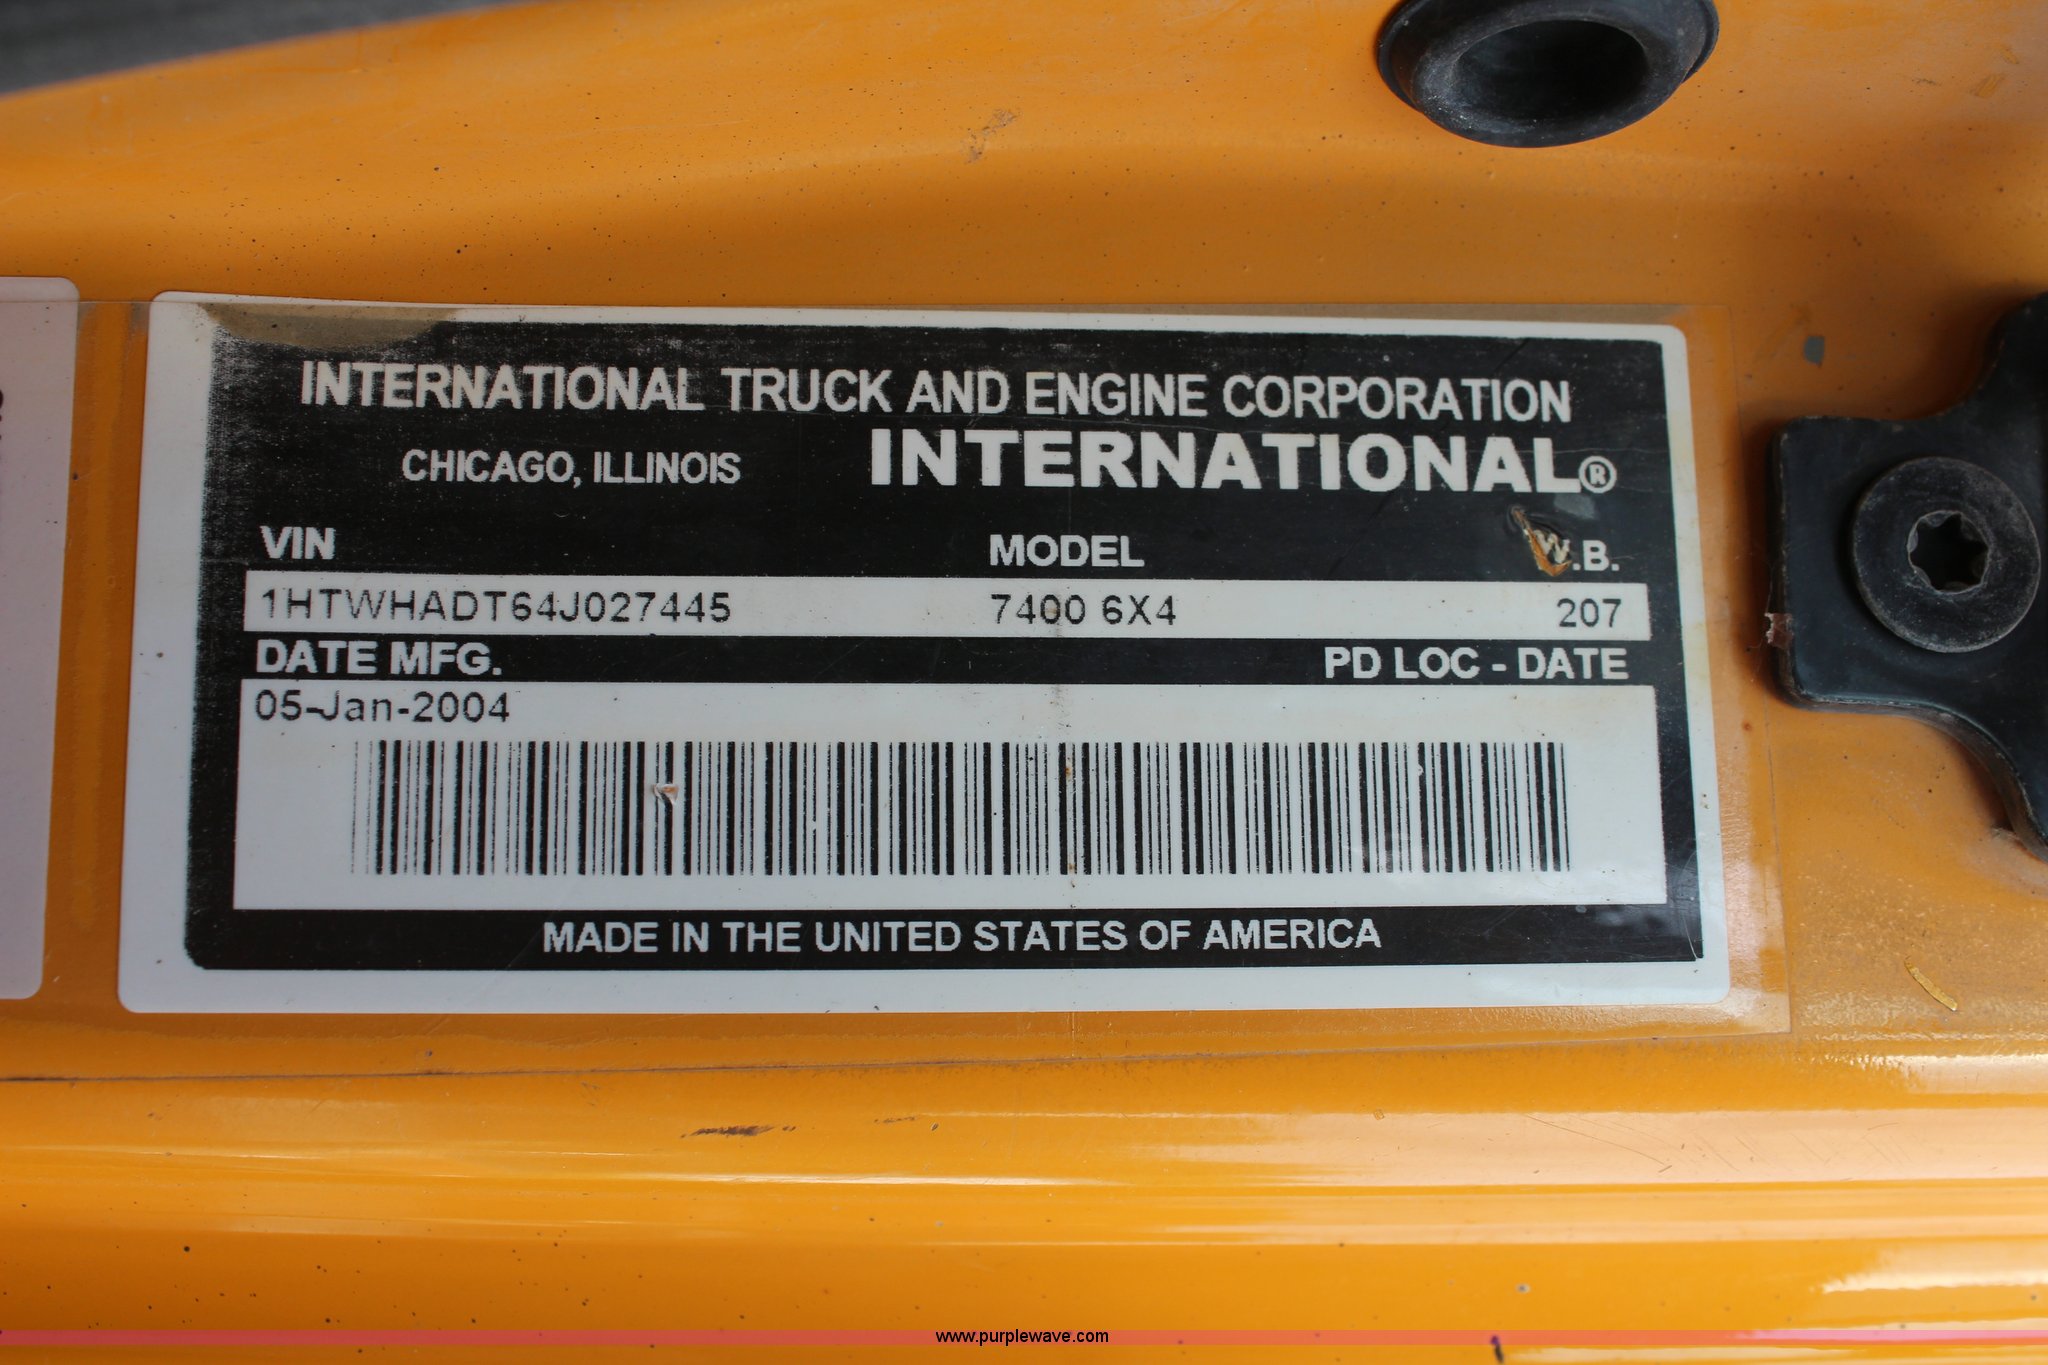 INTERNATIONAL TRUCK AND ENGINE CORPORATION
CHICAGO, ILLINOIS INTERNATIONAL®
VIN MODEL W.B.
1HTWHADT64J027445 7400 6X4 207
DATE MFG. PD LOC - DATE
05-Jan-2004
MADE IN THE UNITED STATES OF AMERICA
www.purplewave.com